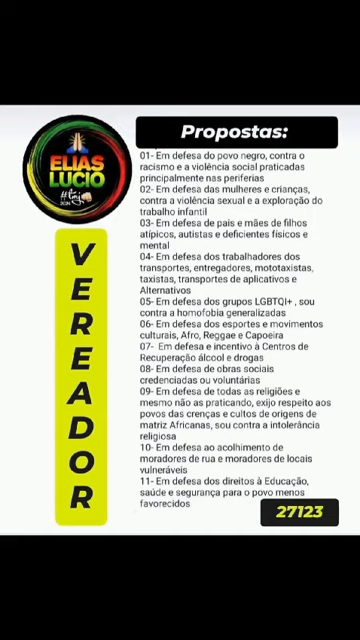 ELIAS
LUCIO
2024
Propostas:
VEREADOR
01- Em defesa do povo negro, contra o
racismo e a violência social praticadas
principalmente nas periferias
02- Em defesa das mulheres e crianças,
contra a violência sexual e a exploração do
trabalho infantil
03- Em defesa de pais e mães de filhos
atípicos, autistas e deficientes físicos e
mental
04- Em defesa dos trabalhadores dos
transportes, entregadores, mototaxistas,
taxistas, transportes de aplicativos e
Alternativos
05- Em defesa dos grupos LGBTQI+ , sou
contra a homofobia generalizadas
06- Em defesa dos esportes e movimentos
culturais, Afro, Reggae e Capoeira
07- Em defesa e incentivo à Centros de
Recuperação álcool e drogas
08- Em defesa de obras sociais
credenciadas ou voluntárias
09- Em defesa de todas as religiões e
mesmo não as praticando, exijo respeito aos
povos das crenças e cultos de origens de
matriz Africanas, sou contra a intolerância
religiosa
10- Em defesa ao acolhimento de
moradores de rua e moradores de locais
vulneráveis
11- Em defesa dos direitos à Educação,
saúde e segurança para o povo menos
favorecidos
27123